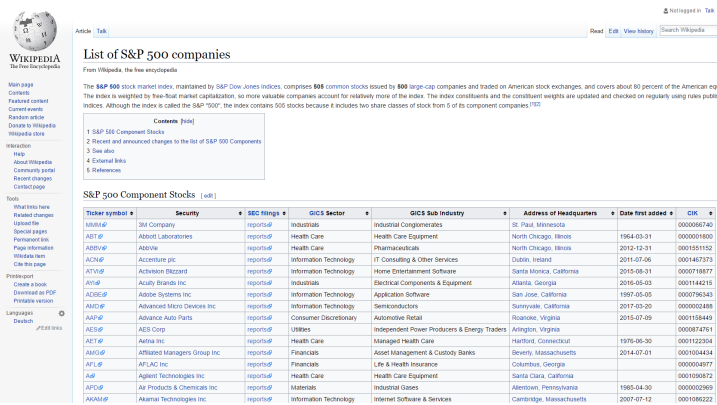 Not logged in Talk
WIKIPEDIA
The Free Encyclopedia
Article Talk
Read Edit View history Search Wikipedia
Main page
Contents
Featured content
Current events
Random article
Donate to Wikipedia
Wikipedia store
Interaction
Help
About Wikipedia
Community portal
Recent changes
Contact page
Tools
What links here
Related changes
Upload file
Special pages
Permanent link
Page information
Wikidata item
Cite this page
Print/export
Create a book
Download as PDF
Printable version
Languages
Deutsch
Edit links
List of S&P 500 companies
From Wikipedia, the free encyclopedia
The S&P 500 stock market index, maintained by S&P Dow Jones Indices, comprises 505 common stocks issued by 500 large-cap companies and traded on American stock exchanges, and covers about 80 percent of the American eq
The index is weighted by free-float market capitalization, so more valuable companies account for relatively more of the index. The index constituents and the constituent weights are updated and checked on regularly using rules publi
Indices. Although the index is called the S&P "500", the index contains 505 stocks because it includes two share classes of stock from 5 of its component companies.[1][2]
Contents [hide]
1 S&P 500 Component Stocks
2 Recent and announced changes to the list of S&P 500 Components
3 See also
4 External links
5 References
S&P 500 Component Stocks [ edit ]
Ticker symbol Security SEC filings GICS Sector GICS Sub Industry Address of Headquarters Date first added CIK
MMM 3M Company reports Industrials Industrial Conglomerates St. Paul, Minnesota 0000066740
ABT Abbott Laboratories reports Health Care Health Care Equipment North Chicago, Illinois 1964-03-31 0000001800
ABBV AbbVie reports Health Care Pharmaceuticals North Chicago, Illinois 2012-12-31 0001551152
ACN Accenture plc reports Information Technology IT Consulting & Other Services Dublin, Ireland 2011-07-06 0001467373
ATVI Activision Blizzard reports Information Technology Home Entertainment Software Santa Monica, California 2015-08-31 0000718877
AYI Acuity Brands Inc reports Industrials Electrical Components & Equipment Atlanta, Georgia 2016-05-03 0001144215
ADBE Adobe Systems Inc reports Information Technology Application Software San Jose, California 1997-05-05 0000796343
AMD Advanced Micro Devices Inc reports Information Technology Semiconductors Sunnyvale, California 2017-03-20 0000002488
AAP Advance Auto Parts reports Consumer Discretionary Automotive Retail Roanoke, Virginia 2015-07-09 0001158449
AES AES Corp reports Utilities Independent Power Producers & Energy Traders Arlington, Virginia 0000874761
AET Aetna Inc reports Health Care Managed Health Care Hartford, Connecticut 1976-06-30 0001122304
AMG Affiliated Managers Group Inc reports Financials Asset Management & Custody Banks Beverly, Massachusetts 2014-07-01 0001004434
AFL AFLAC Inc reports Financials Life & Health Insurance Columbus, Georgia 0000004977
A Agilent Technologies Inc reports Health Care Health Care Equipment Santa Clara, California 0001090872
APD Air Products & Chemicals Inc reports Materials Industrial Gases Allentown, Pennsylvania 1985-04-30 0000002969
AKAM Akamai Technologies Inc reports Information Technology Internet Software & Services Cambridge, Massachusetts 2007-07-12 0001086222